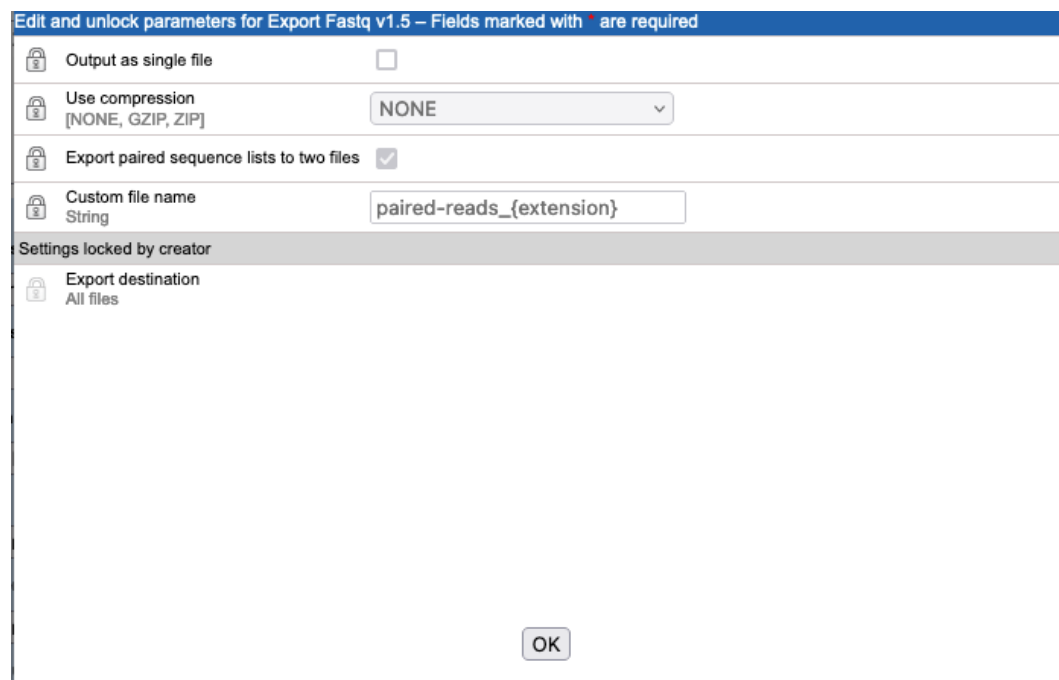 Edit and unlock parameters for Export Fastq v1.5 – Fields marked with * are required
Output as single file
Use compression
[NONE, GZIP, ZIP]
NONE
Export paired sequence lists to two files
Custom file name
String
paired-reads_{extension}
Settings locked by creator
Export destination
All files
OK